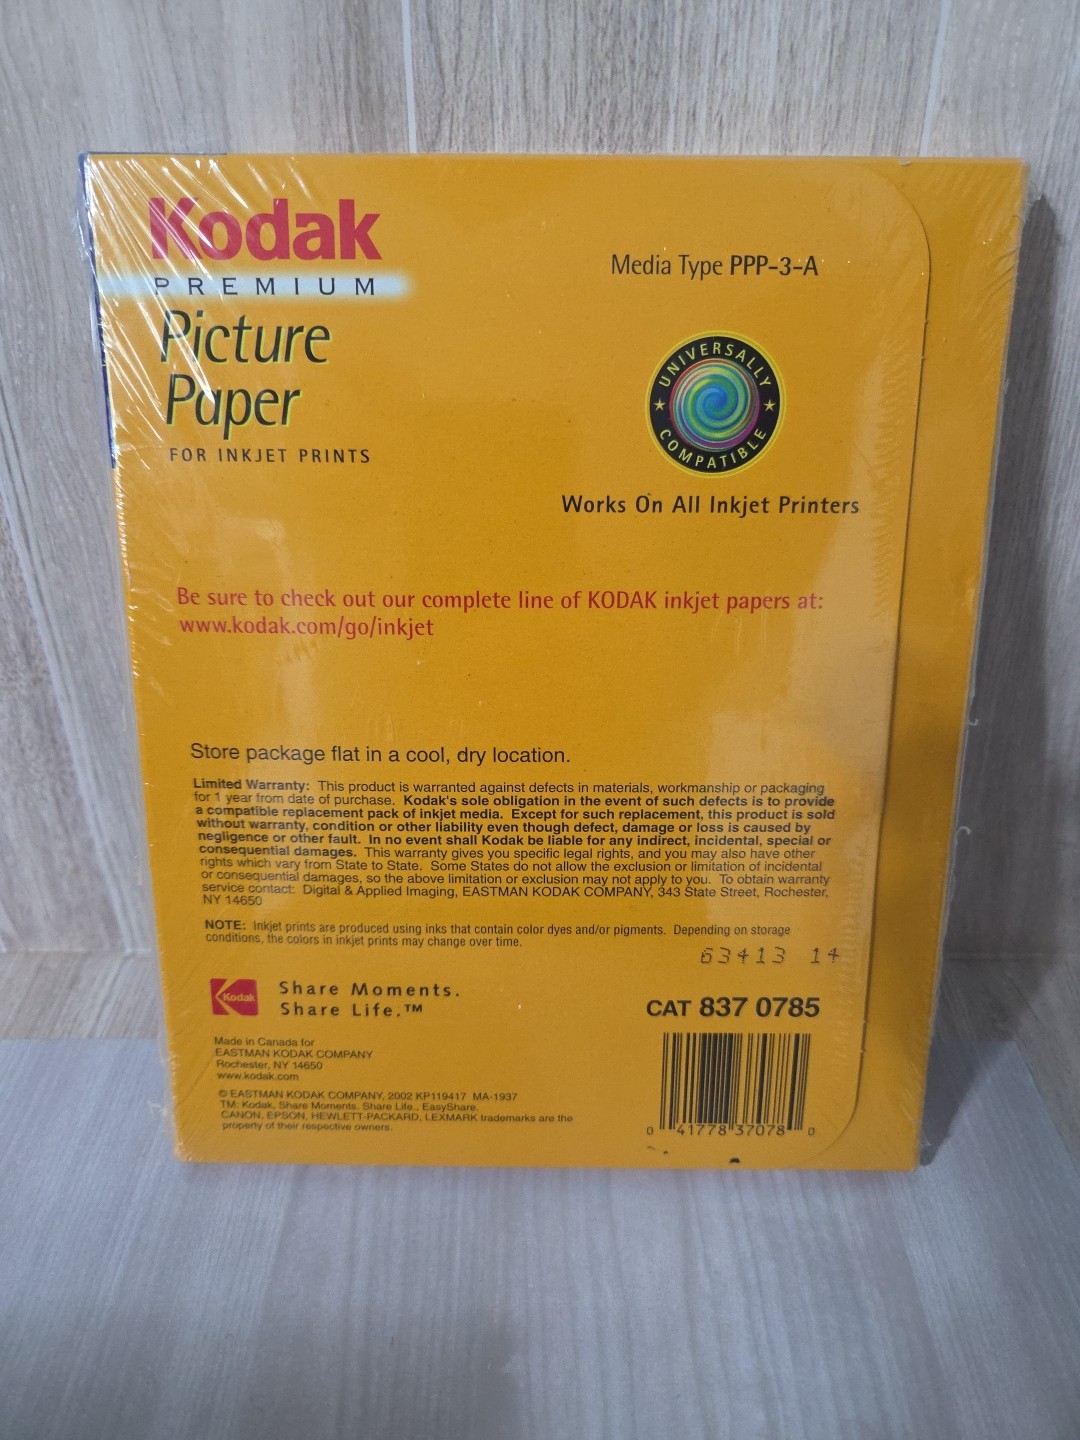 Kodak
PREMIUM
Picture
Paper
FOR INKJET PRINTS
Media Type PPP-3-A
UNIVERSALLY
COMPATIBLE
Works On All Inkjet Printers
Be sure to check out our complete line of KODAK inkjet papers at:
www.kodak.com/go/inkjet
Store package flat in a cool, dry location.
Limited Warranty: This product is warranted against defects in materials, workmanship or packaging
for 1 year from date of purchase. Kodak's sole obligation in the event of such defects is to provide
a compatible replacement pack of inkjet media. Except for such replacement, this product is sold
without warranty, condition or other liability even though defect, damage or loss is caused by
negligence or other fault. In no event shall Kodak be liable for any indirect, incidental, special or
consequential damages. This warranty gives you specific legal rights, and you may also have other
rights which vary from State to State. Some States do not allow the exclusion or limitation of incidental
or consequential damages, so the above limitation or exclusion may not apply to you. To obtain warranty
service contact: Digital & Applied Imaging, EASTMAN KODAK COMPANY, 343 State Street, Rochester,
NY 14650
NOTE: Inkjet prints are produced using inks that contain color dyes and/or pigments. Depending on storage
conditions, the colors in inkjet prints may change over time.
63413 14
Kodak
Share Moments.
Share Life.™
CAT 837 0785
Made in Canada for
EASTMAN KODAK COMPANY
Rochester, NY 14650
www.kodak.com
© EASTMAN KODAK COMPANY, 2002 KP119417 MA-1937
TM: Kodak, Share Moments. Share Life., EasyShare.
CANON, EPSON, HEWLETT-PACKARD, LEXMARK trademarks are the
property of their respective owners.
0 41778 37078 0